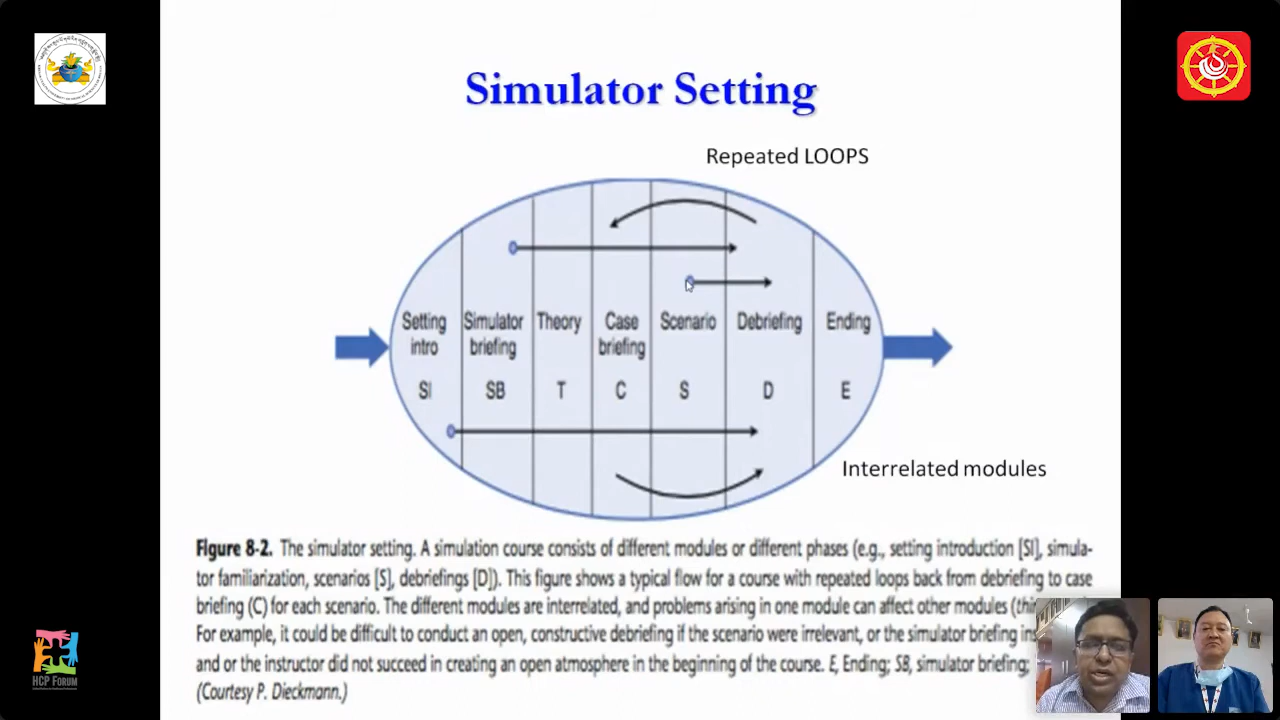 Simulator Setting
Repeated LOOPS
Setting intro
Simulator briefing
Theory
Case briefing
Scenario
Debriefing
Ending
SI
SB
T
C
S
D
E
Interrelated modules
Figure 8-2. The simulator setting. A simulation course consists of different modules or different phases (e.g., setting introduction [SI], simula-
tor familiarization, scenarios [S], debriefings [D]). This figure shows a typical flow for a course with repeated loops back from debriefing to case
briefing (C) for each scenario. The different modules are interrelated, and problems arising in one module can affect other modules
For example, it could be difficult to conduct an open, constructive debriefing if the scenario were irrelevant, or the simulator briefing
and or the instructor did not succeed in creating an open atmosphere in the beginning of the course. E, Ending; SB, simulator briefing;
(Courtesy P. Dieckmann.)
HCP FORUM